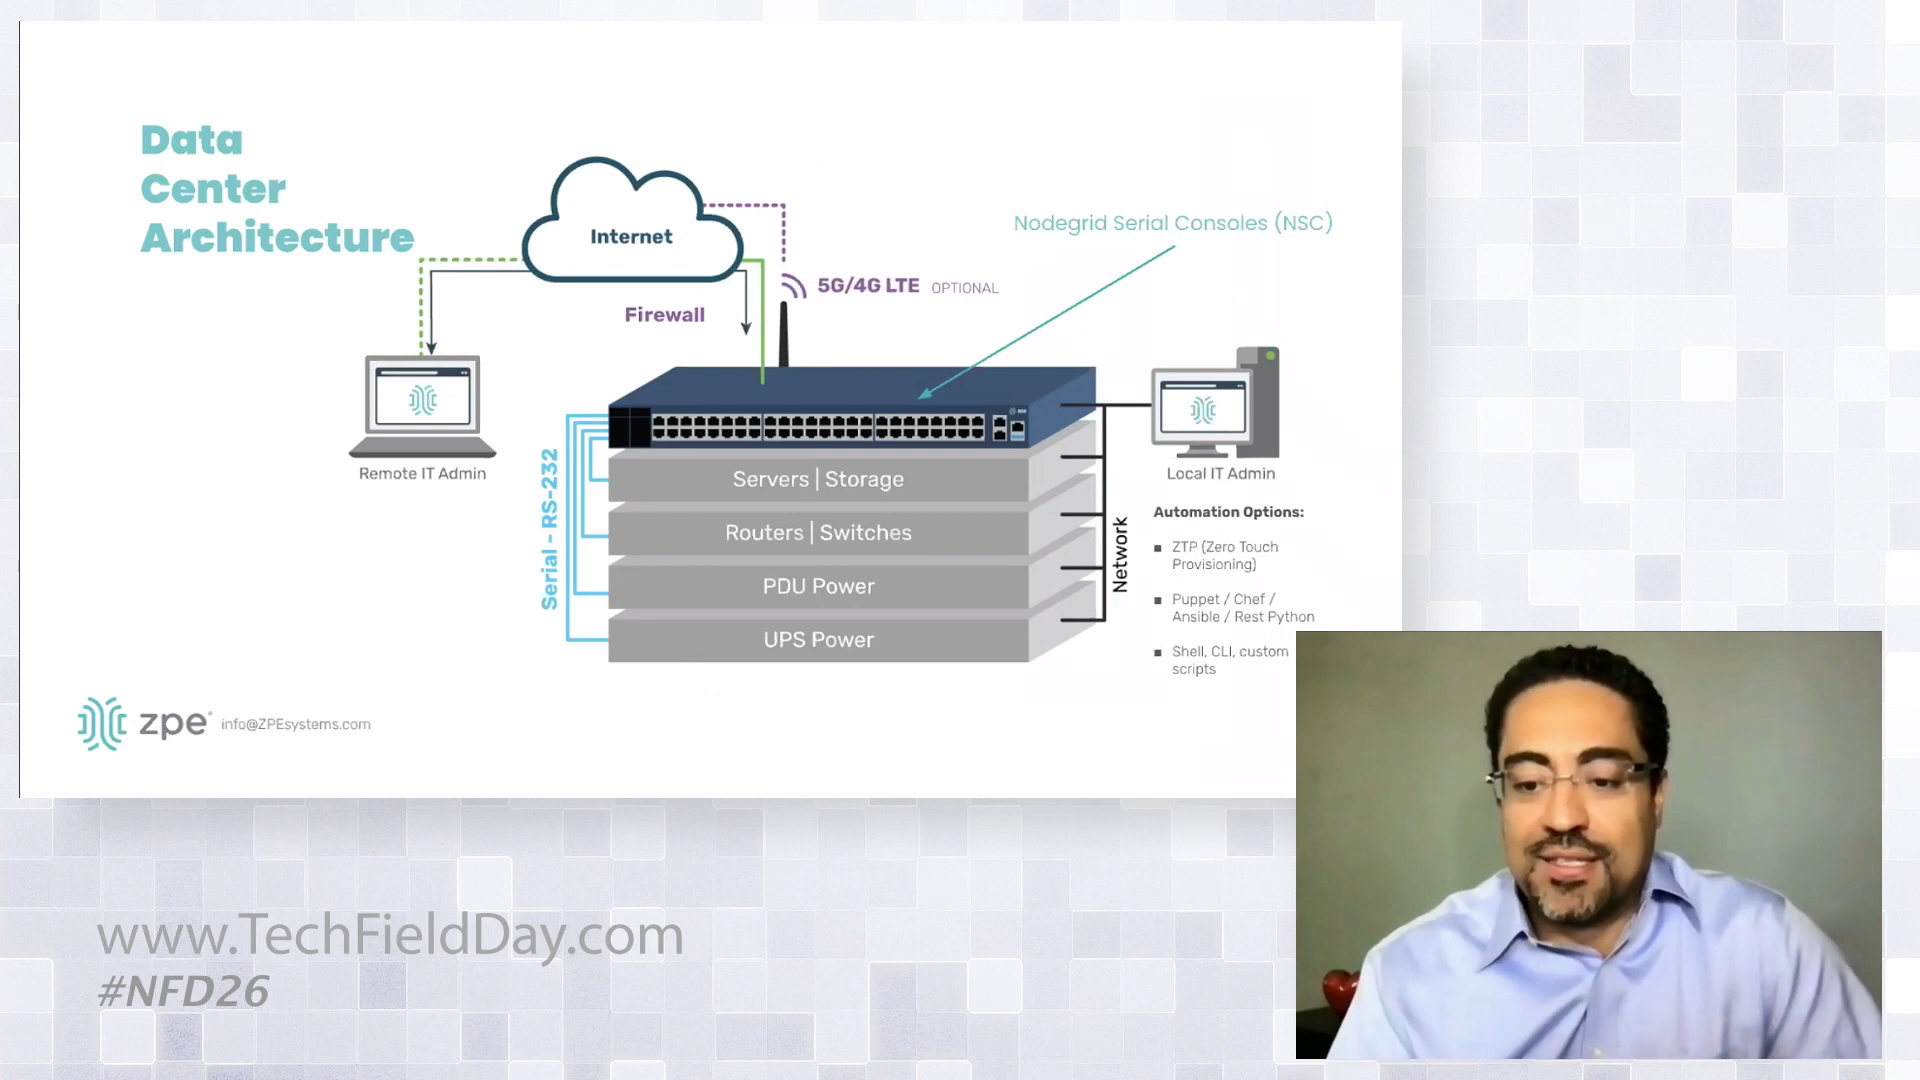 Data
Center
Architecture
Internet
5G/4G LTE OPTIONAL
Firewall
Nodegrid Serial Consoles (NSC)
Remote IT Admin
Serial - RS-232
Servers | Storage
Routers | Switches
PDU Power
UPS Power
Network
Local IT Admin
Automation Options:
ZTP (Zero Touch
Provisioning)
Puppet / Chef /
Ansible / Rest Python
Shell, CLI, custom
scripts
zpe® info@ZPEsystems.com
www.TechFieldDay.com
#NFD26